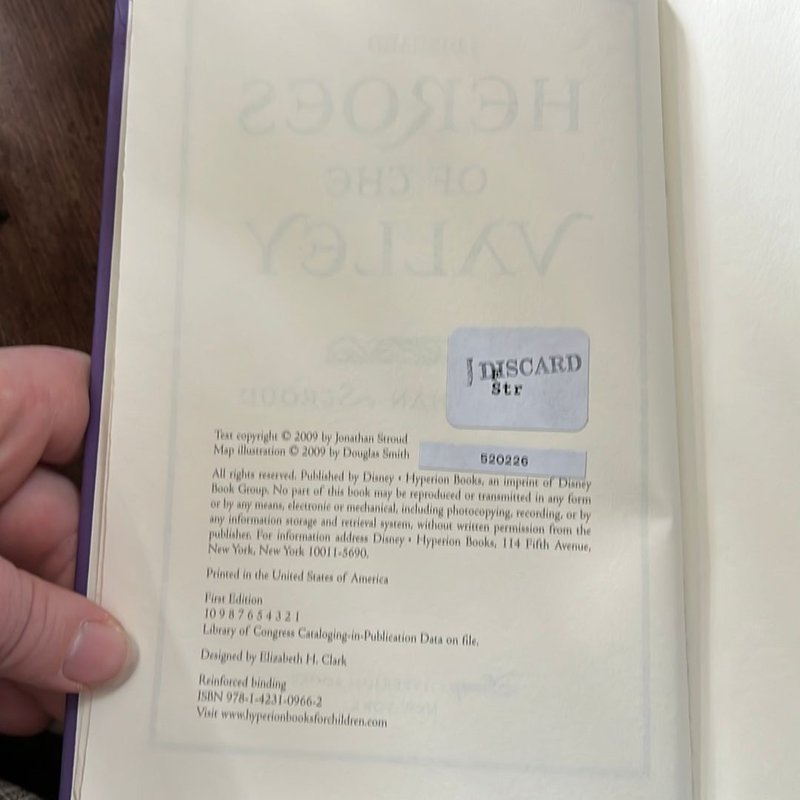 HEROES
OF THE
VALLEY
J DISCARD
F
Str
Text copyright © 2009 by Jonathan Stroud
Map illustration © 2009 by Douglas Smith
520226
All rights reserved. Published by Disney • Hyperion Books, an imprint of Disney
Book Group. No part of this book may be reproduced or transmitted in any form
or by any means, electronic or mechanical, including photocopying, recording, or by
any information storage and retrieval system, without written permission from the
publisher. For information address Disney • Hyperion Books, 114 Fifth Avenue,
New York, New York 10011-5690.
Printed in the United States of America
First Edition
10 9 8 7 6 5 4 3 2 1
Library of Congress Cataloging-in-Publication Data on file.
Designed by Elizabeth H. Clark
Reinforced binding
ISBN 978-1-4231-0966-2
Visit www.hyperionbooksforchildren.com